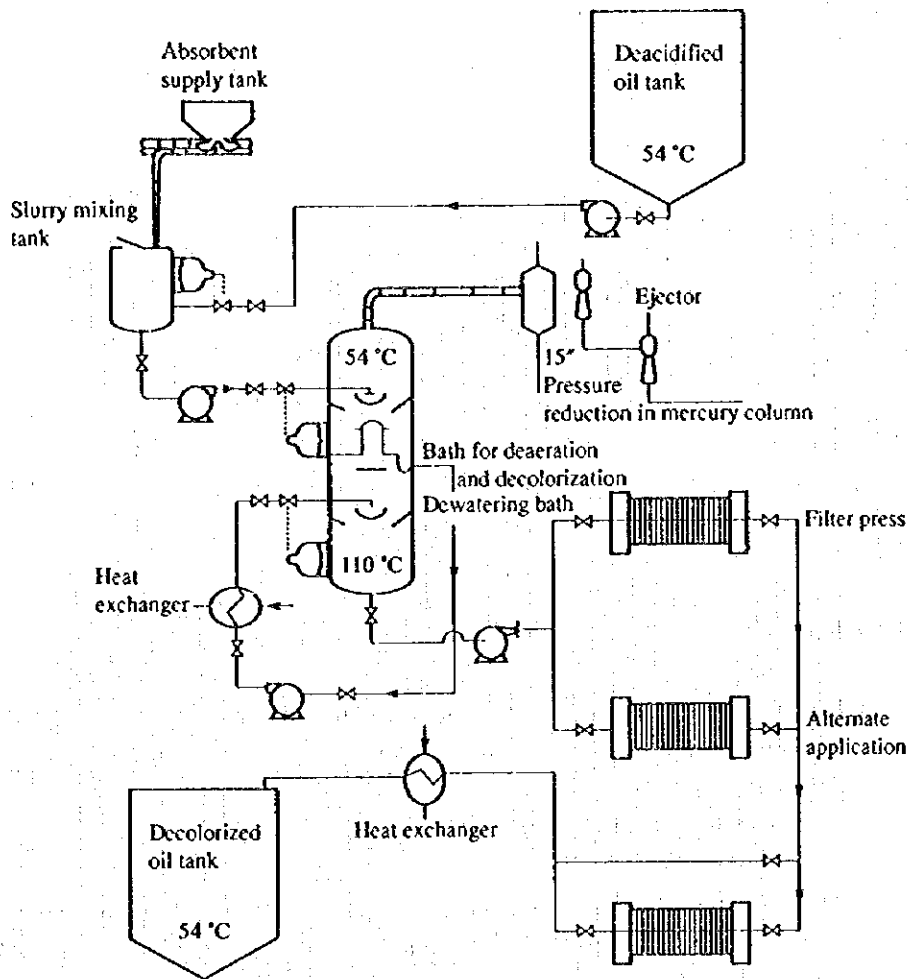 Deacidified
oil tank
54 °C
Absorbent
supply tank
Slurry mixing
tank
Ejector
54 °C
15"
Pressure
reduction in mercury column
Bath for deaeration
and decolorization
Dewatering bath
Filter press
110 °C
Heat
exchanger
Alternate
application
Heat exchanger
Decolorized
oil tank
54 °C